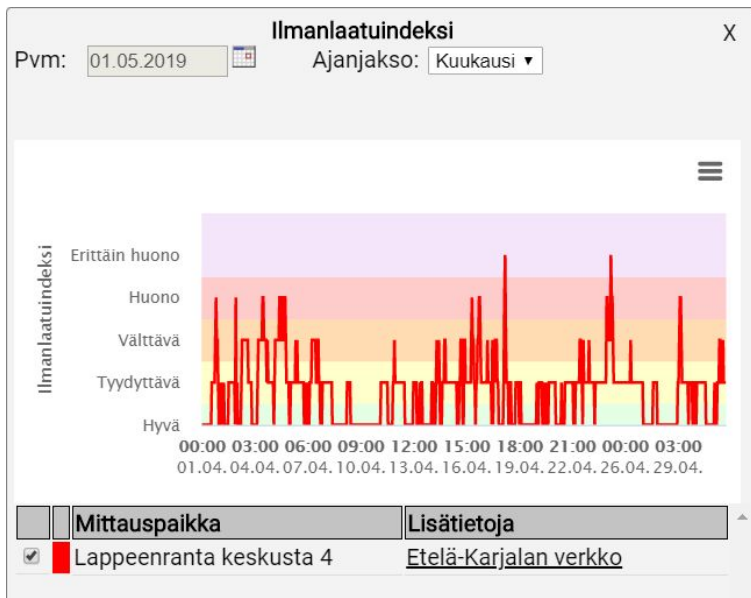 Ilmanlaatuindeksi X
Pvm: 01.05.2019 Ajanjakso: Kuukausi
Ilmanlaatuindeksi
Erittäin huono
Huono
Välttävä
Tyydyttävä
Hyvä
00:00 03:00 06:00 09:00 12:00 15:00 18:00 21:00 00:00 03:00
01.04. 04.04. 07.04. 10.04. 13.04. 16.04. 19.04. 22.04. 26.04. 29.04.
Mittauspaikka Lisätietoja
Lappeenranta keskusta 4 Etelä-Karjalan verkko